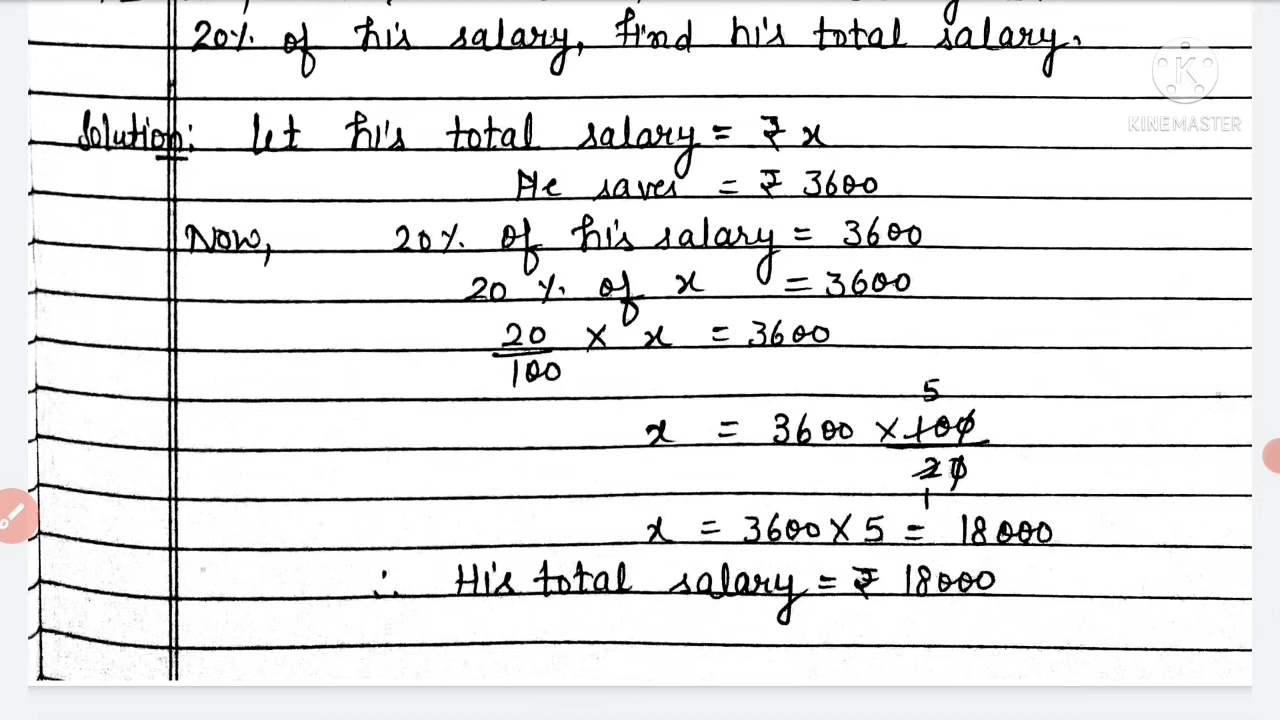 20% of his salary, find his total salary.
KINEMASTER
Solution: Let his total salary = ₹ x
He saves = ₹ 3600
Now, 20% of his salary = 3600
20 % of x = 3600
20/100 × x = 3600
x = 3600 × 100/20
5
1
x = 3600 × 5 = 18000
∴ His total salary = ₹ 18000